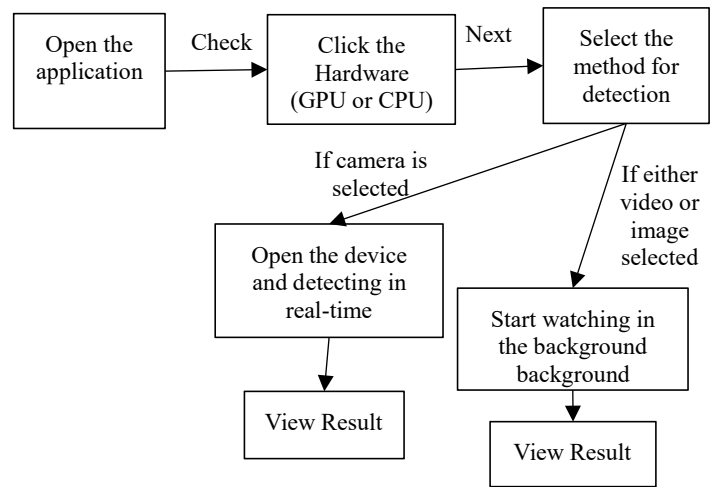 Open the
application
Check
Click the
Hardware
(GPU or CPU)
Next
Select the
method for
detection
If camera is
selected
If either
video or
image
selected
Open the device
and detecting in
real-time
Start watching in
the background
background
View Result
View Result